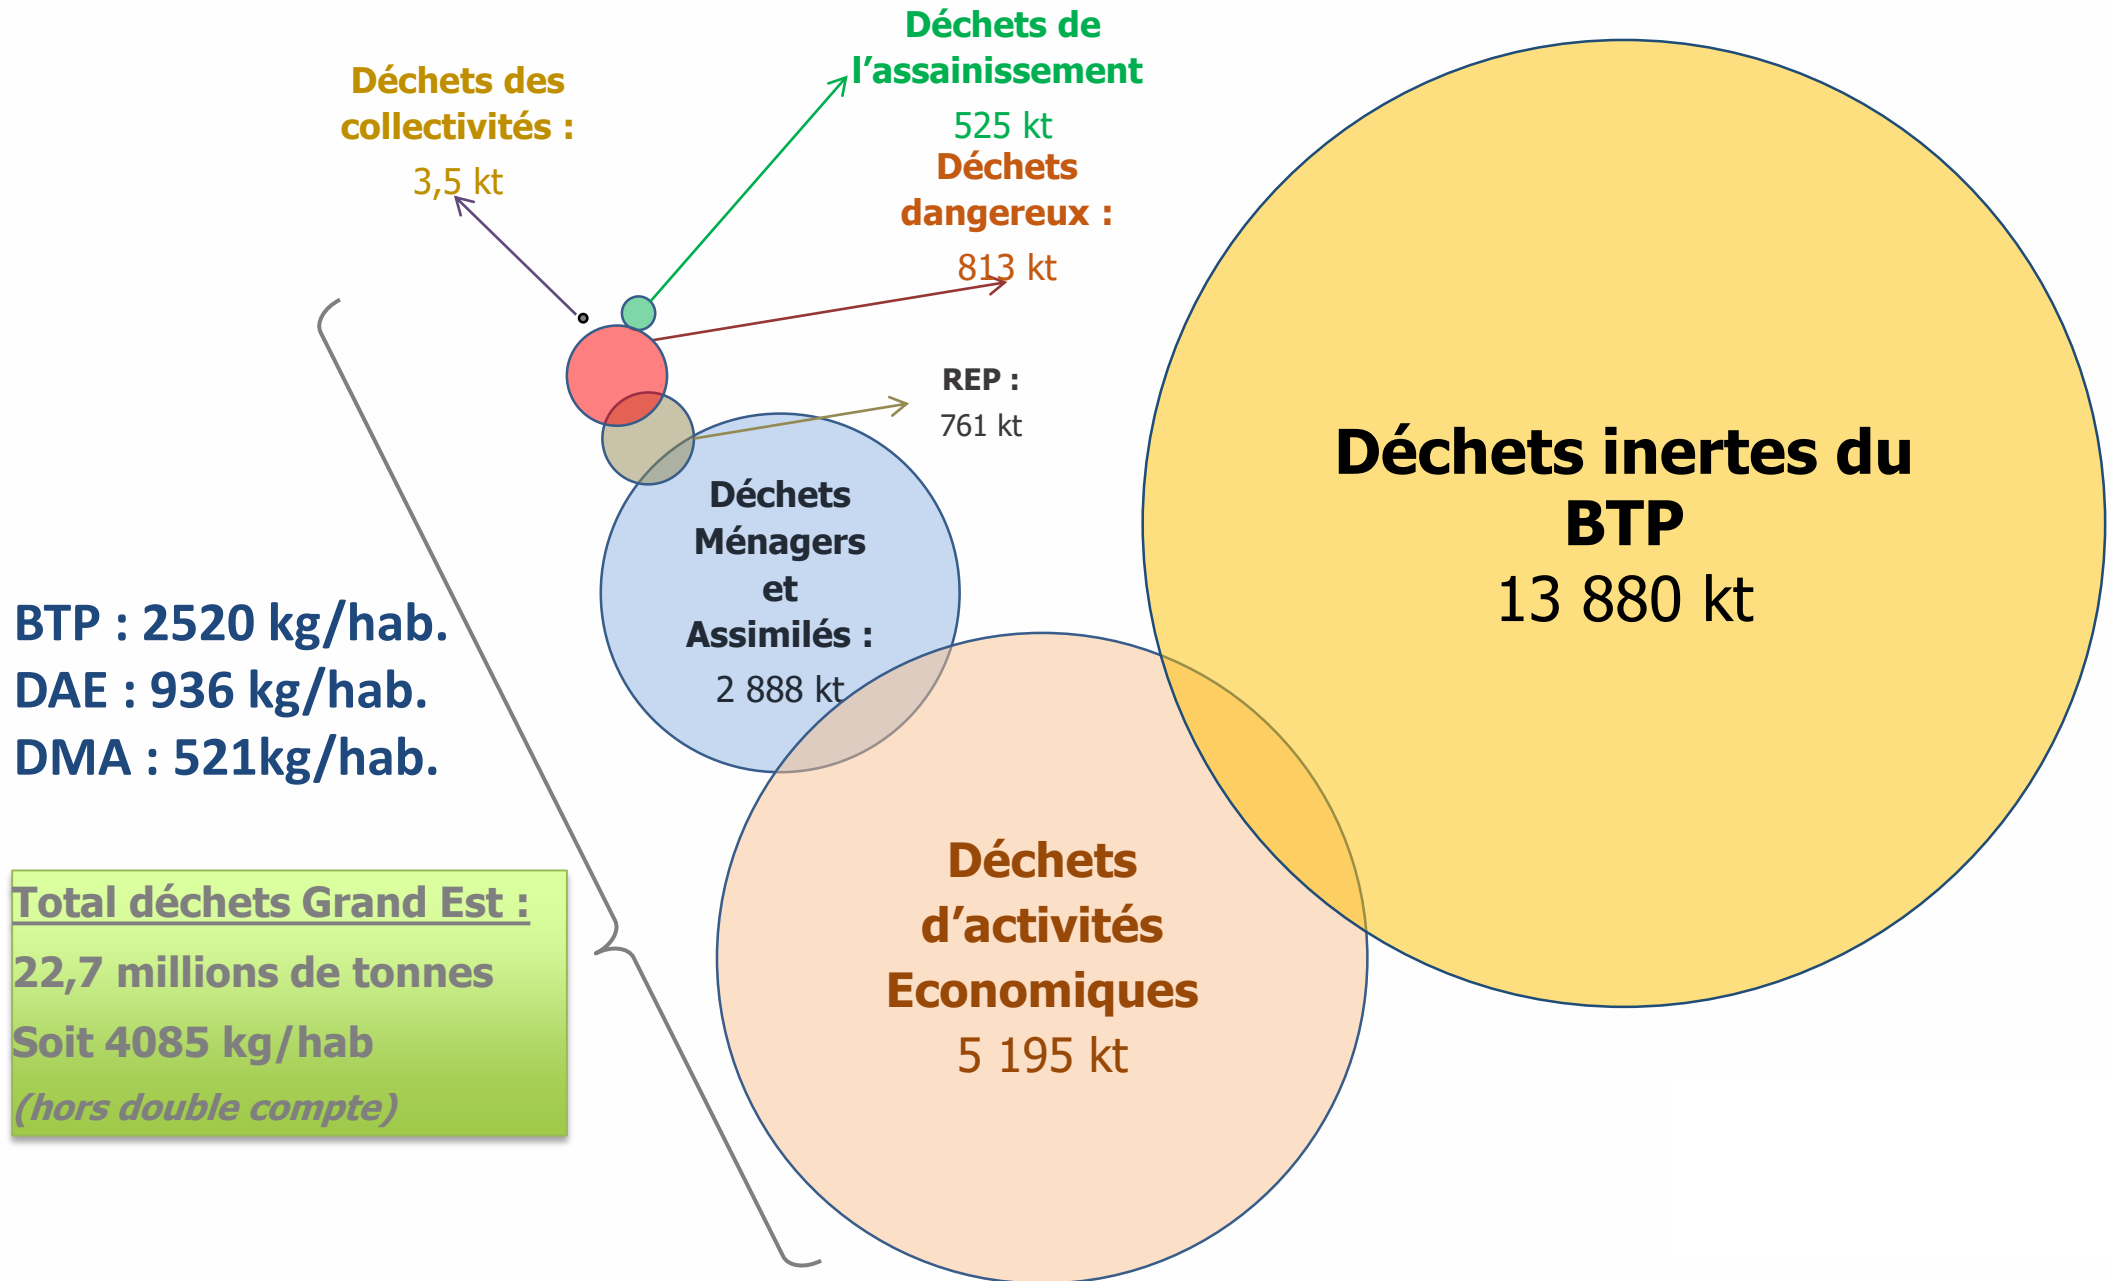 Déchets de
l’assainissement
525 kt
Déchets des
collectivités :
3,5 kt
Déchets
dangereux :
813 kt
REP :
761 kt
Déchets
Ménagers
et
Assimilés :
2 888 kt
Déchets inertes du
BTP
13 880 kt
BTP : 2520 kg/hab.
DAE : 936 kg/hab.
DMA : 521kg/hab.
Déchets
d’activités
Economiques
5 195 kt
Total déchets Grand Est :
22,7 millions de tonnes
Soit 4085 kg/hab
(hors double compte)